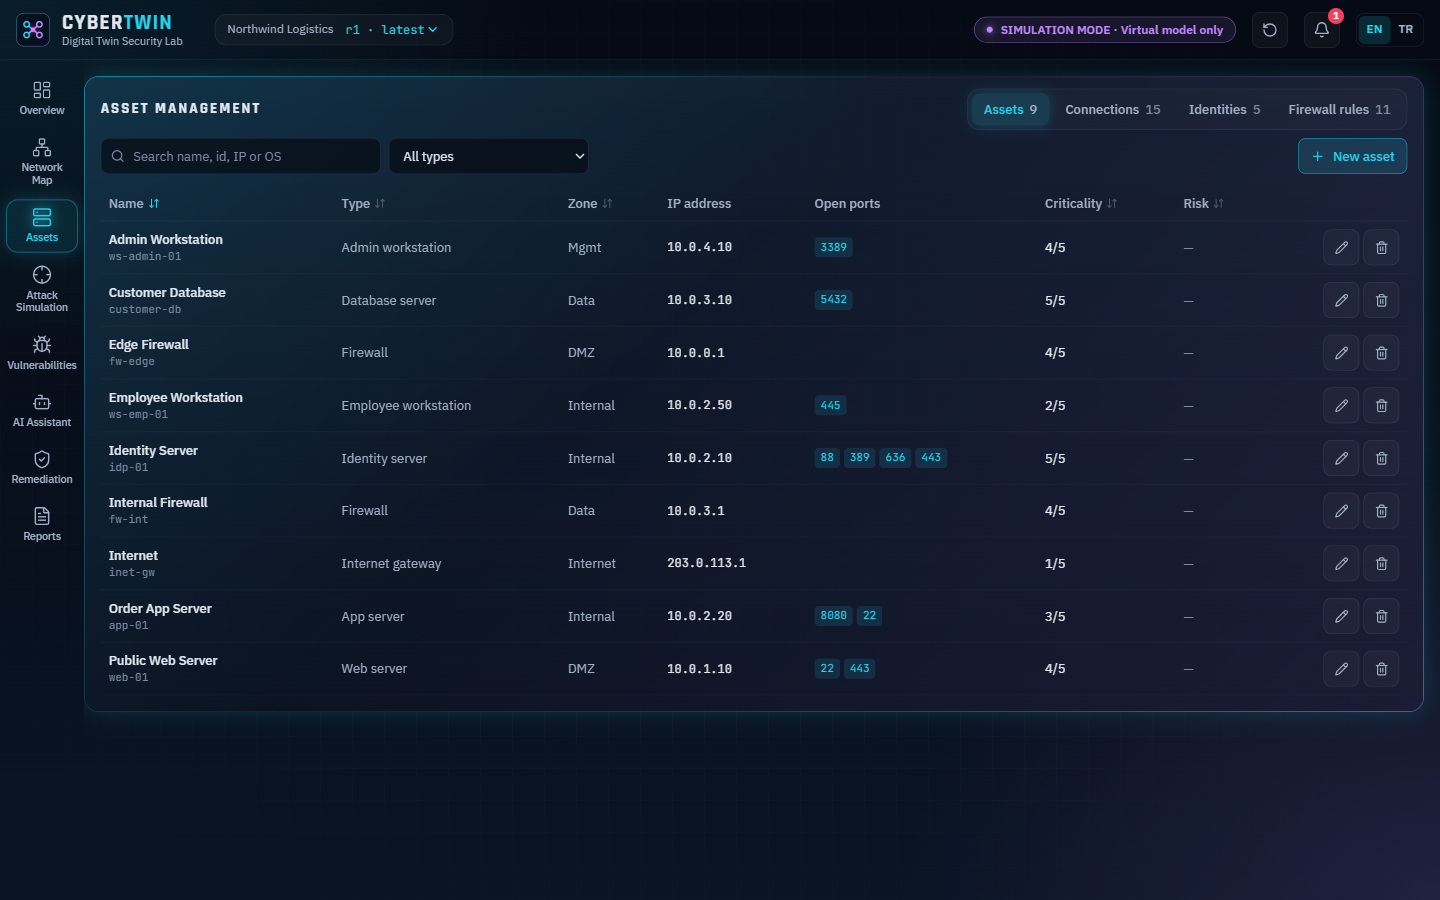 CYBERTWIN
Digital Twin Security Lab
Northwind Logistics r1 · latest
SIMULATION MODE · Virtual model only
1
EN TR
Overview
Network
Map
Assets
Attack
Simulation
Vulnerabilities
AI Assistant
Remediation
Reports
ASSET MANAGEMENT
Assets 9 Connections 15 Identities 5 Firewall rules 11
Search name, id, IP or OS
All types
+ New asset
Name Type Zone IP address Open ports Criticality Risk
Admin Workstation
ws-admin-01
Admin workstation Mgmt 10.0.4.10 3389 4/5 —
Customer Database
customer-db
Database server Data 10.0.3.10 5432 5/5 —
Edge Firewall
fw-edge
Firewall DMZ 10.0.0.1 4/5 —
Employee Workstation
ws-emp-01
Employee workstation Internal 10.0.2.50 445 2/5 —
Identity Server
idp-01
Identity server Internal 10.0.2.10 88 389 636 443 5/5 —
Internal Firewall
fw-int
Firewall Data 10.0.3.1 4/5 —
Internet
inet-gw
Internet gateway Internet 203.0.113.1 1/5 —
Order App Server
app-01
App server Internal 10.0.2.20 8080 22 3/5 —
Public Web Server
web-01
Web server DMZ 10.0.1.10 22 443 4/5 —